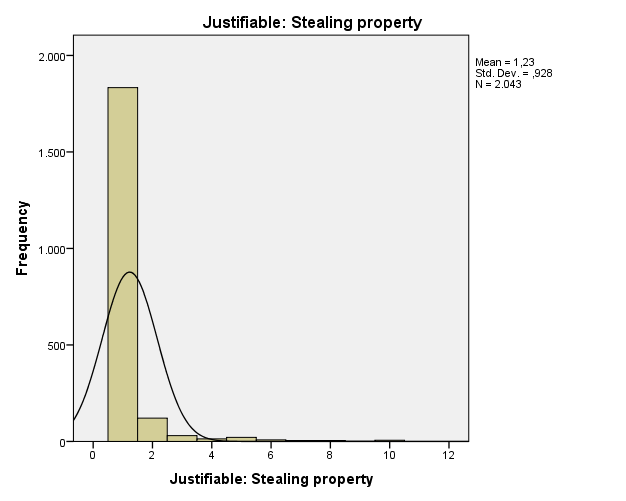 Justifiable: Stealing property
Mean = 1,23
Std. Dev. = ,928
N = 2.043
2.000
1.500
1.000
500
0
Frequency
0 2 4 6 8 10 12
Justifiable: Stealing property